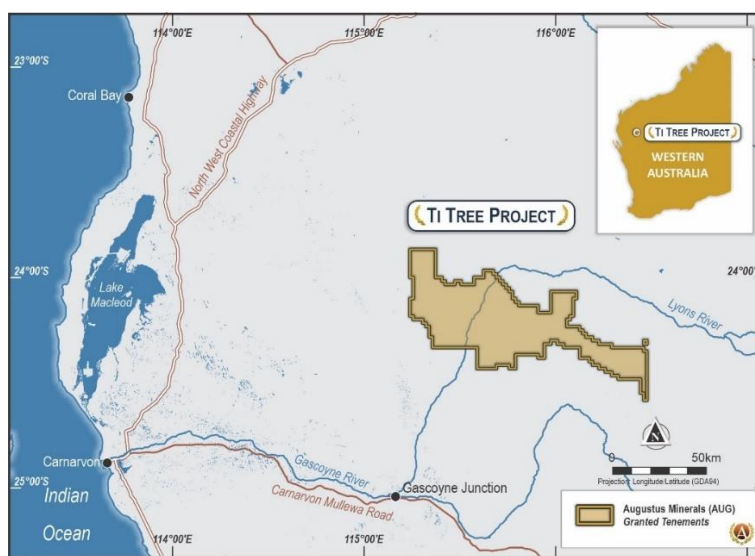 114°00'E
115°00'E
116°00'E
23°00'S
Coral Bay
North West Coastal Highway
TI TREE PROJECT
WESTERN
AUSTRALIA
TI TREE PROJECT
24°00'S
24°00'S
Lake
Macleod
Lyons River
Carnarvon
Gascoyne River
Carnarvon Mullewa Road
Gascoyne Junction
25°00'S
Indian
Ocean
0
50km
Projection: Longitude/Latitude (GDA94)
Augustus Minerals (AUG)
Granted Tenements
114°00'E
115°00'E
116°00'E